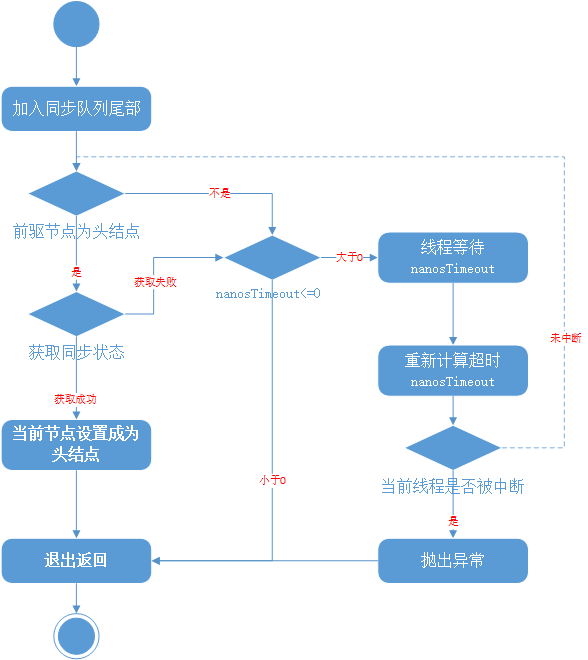 加入同步队列尾部
不是
前驱节点为头结点
线程等待
nanosTimeout
大于0
是
获取失败
nanosTimeout<=0
未中断
获取同步状态
重新计算超时
nanosTimeout
获取成功
当前节点设置成为
头结点
小于0
当前线程是否被中断
是
退出返回
抛出异常